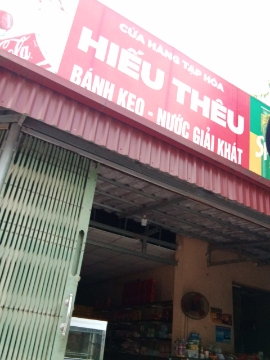 CỬA HÀNG TẠP HÓA
HIẾU THÊU
BÁNH KẸO - NƯỚC GIẢI KHÁT